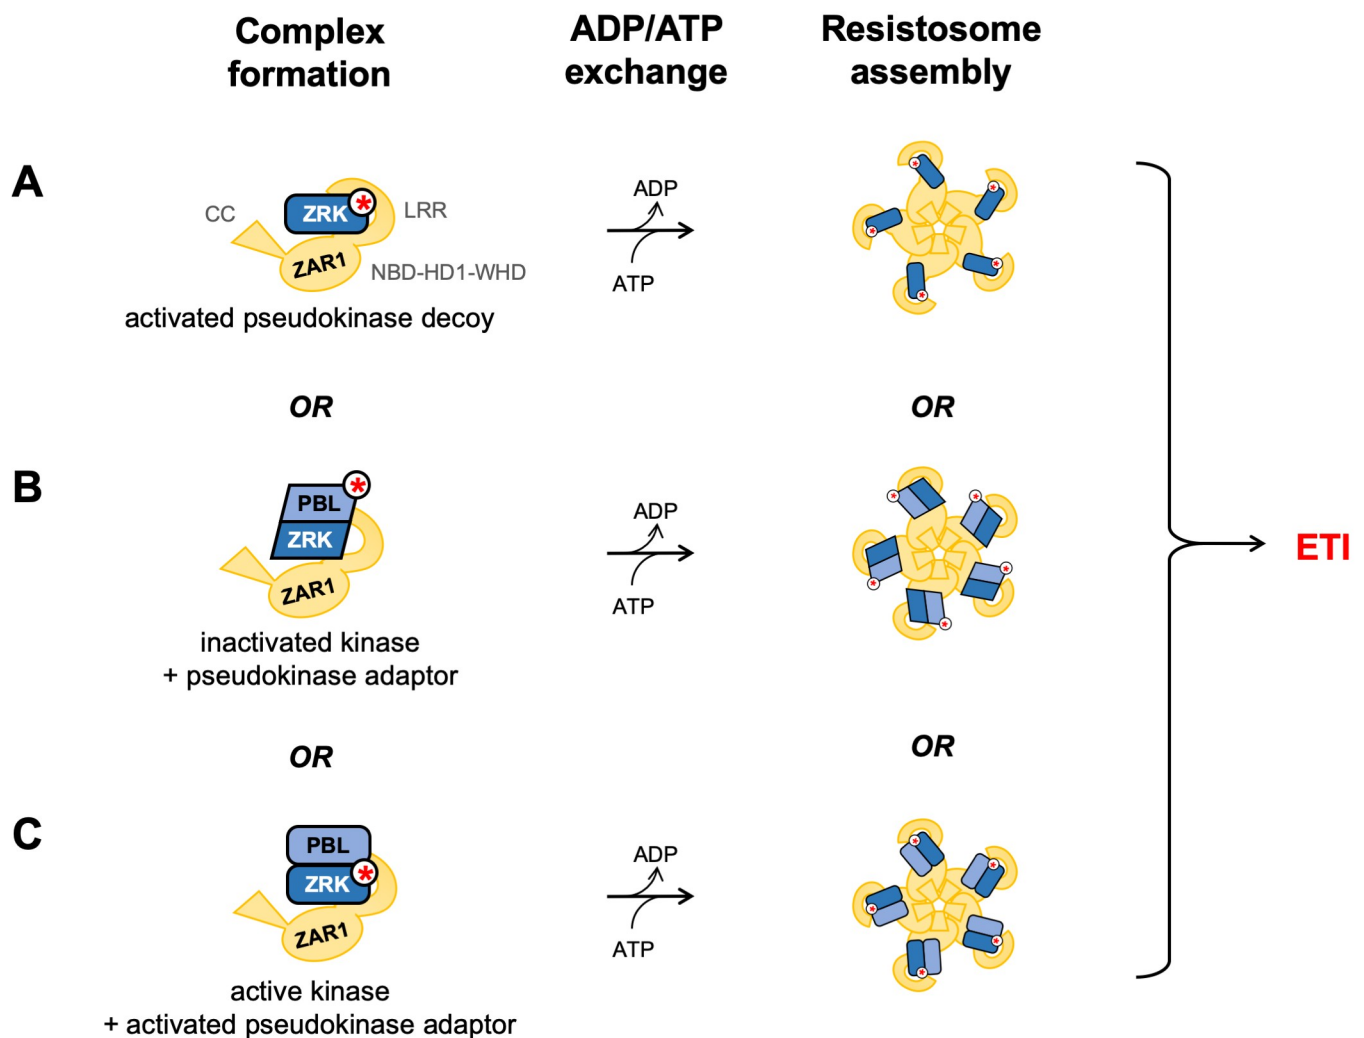 Complex
formation
ADP/ATP
exchange
Resistosome
assembly
A
CC
ZRK
*
LRR
ZAR1
NBD-HD1-WHD
activated pseudokinase decoy
ADP
ATP
OR
OR
B
PBL
*
ZRK
ZAR1
inactivated kinase
+ pseudokinase adaptor
ADP
ATP
ETI
OR
OR
C
PBL
ZRK
*
ZAR1
active kinase
+ activated pseudokinase adaptor
ADP
ATP